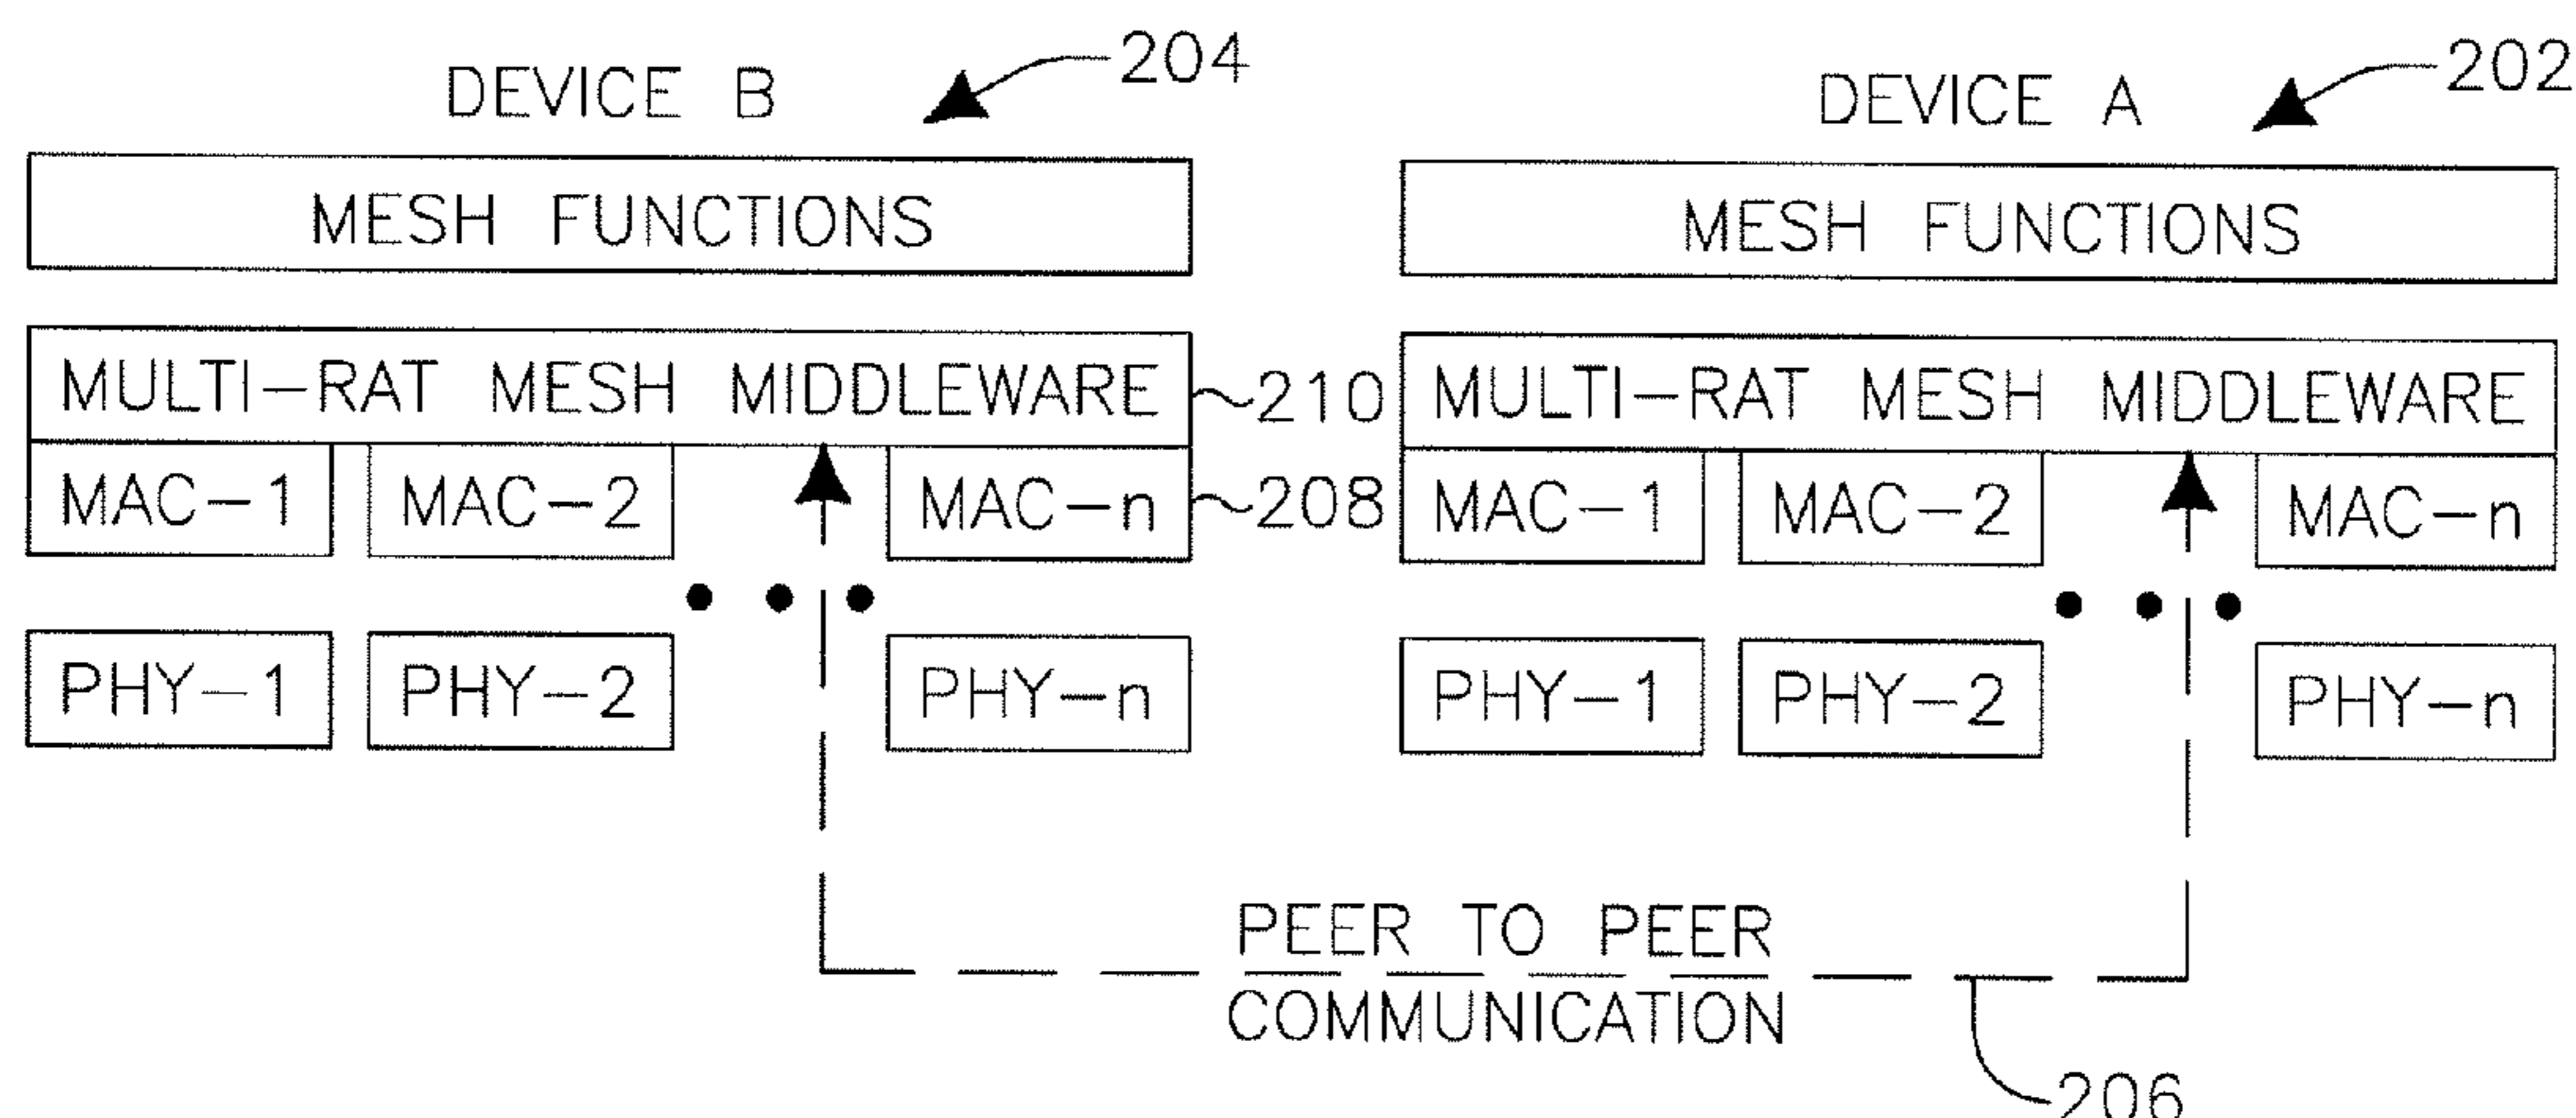 DEVICE B 204 DEVICE A 202
MESH FUNCTIONS MESH FUNCTIONS
MULTI-RAT MESH MIDDLEWARE 210 MULTI-RAT MESH MIDDLEWARE
MAC-1 MAC-2 MAC-n 208 MAC-1 MAC-2 MAC-n
PHY-1 PHY-2 PHY-n PHY-1 PHY-2 PHY-n
PEER TO PEER
COMMUNICATION
206